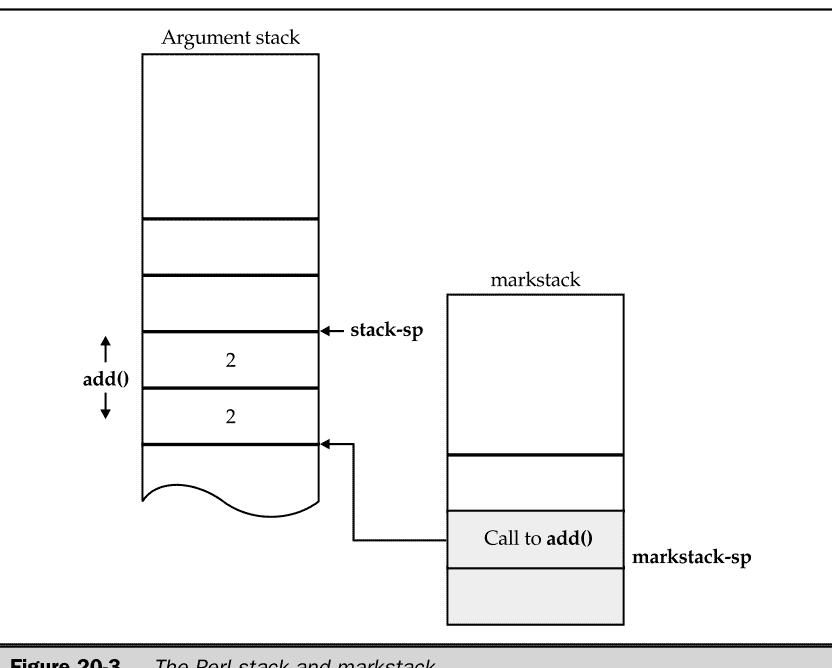 Argument stack
markstack
stack-sp
2
add()
2
Call to add()
markstack-sp
Figure 20-3. The Perl stack and markstack